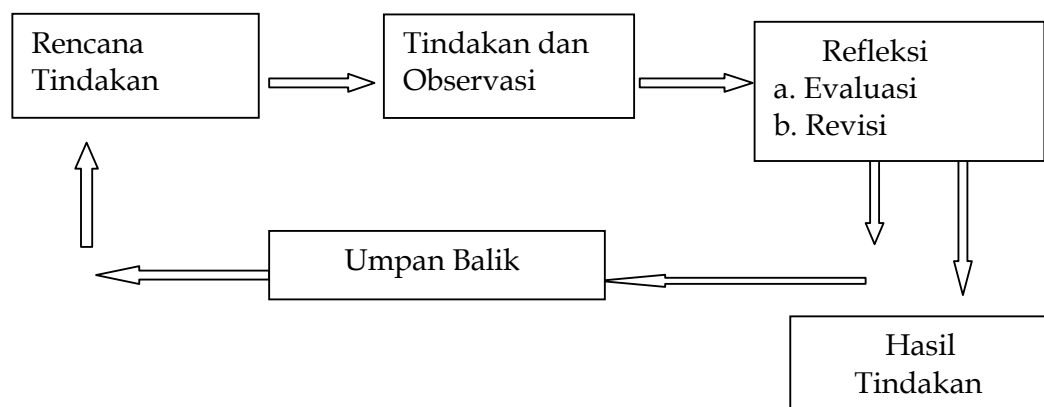 Rencana
Tindakan
Tindakan dan
Observasi
Refleksi
a. Evaluasi
b. Revisi
Umpan Balik
Hasil
Tindakan